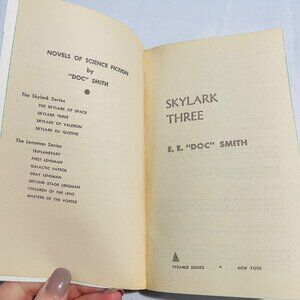 NOVELS OF SCIENCE FICTION
by
"DOC" SMITH
The Skylark Series
THE SKYLARK OF SPACE
SKYLARK THREE
SKYLARK OF VALERON
SKYLARK DU QUESNE
The Lensman Series
TRIPLANETARY
FIRST LENSMAN
GALACTIC PATROL
GRAY LENSMAN
SECOND STAGE LENSMAN
CHILDREN OF THE LENS
MASTERS OF THE VORTEX
SKYLARK
THREE
E. E. "DOC" SMITH
PYRAMID BOOKS • NEW YORK